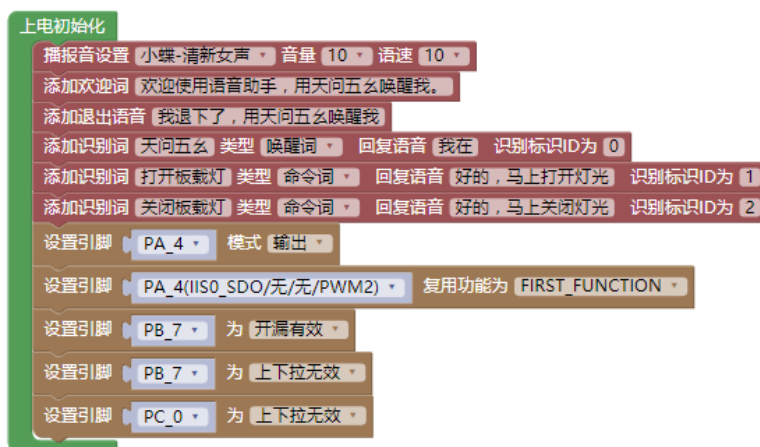 上电初始化
播报音设置 小蝶-清新女声 音量 10 语速 10
添加欢迎词 欢迎使用语音助手，用天问五幺唤醒我。
添加退出语音 我退下了，用天问五幺唤醒我
添加识别词 天问五幺 类型 唤醒词 回复语音 我在 识别标识ID为 0
添加识别词 打开板载灯 类型 命令词 回复语音 好的，马上打开灯光 识别标识ID为 1
添加识别词 关闭板载灯 类型 命令词 回复语音 好的，马上关闭灯光 识别标识ID为 2
设置引脚 PA_4 模式 输出
设置引脚 PA_4(IIS0_SDO/无/无/PWM2) 复用功能为 FIRST_FUNCTION
设置引脚 PB_7 为 开漏有效
设置引脚 PB_7 为 上下拉无效
设置引脚 PC_0 为 上下拉无效